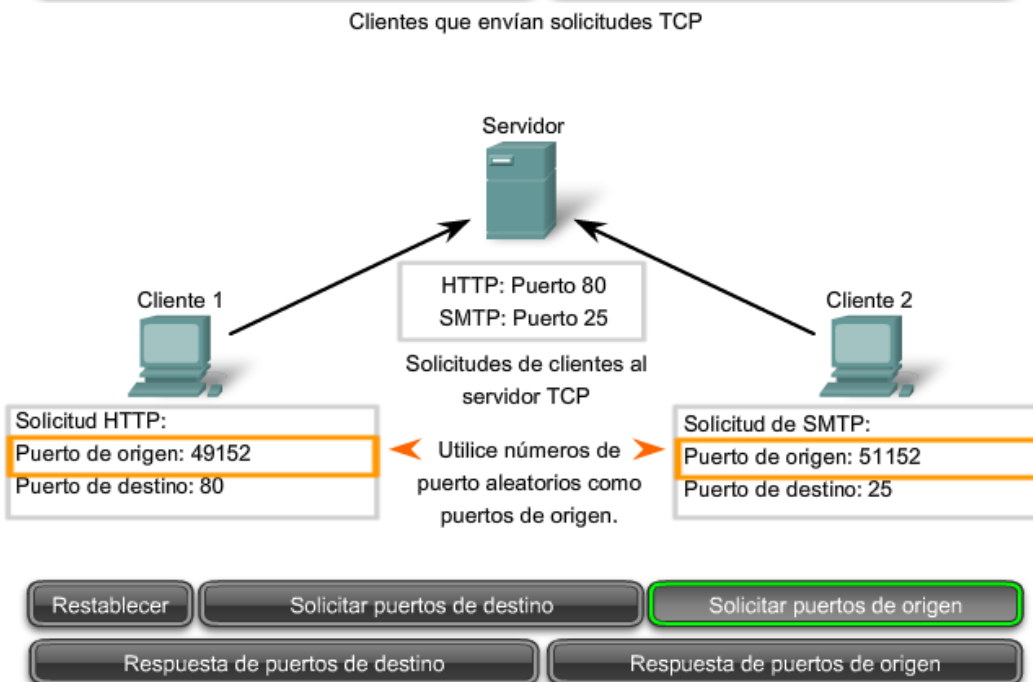 Clientes que envían solicitudes TCP
Servidor
HTTP: Puerto 80
SMTP: Puerto 25
Cliente 1
Cliente 2
Solicitudes de clientes al
servidor TCP
Solicitud HTTP:
Puerto de origen: 49152
Puerto de destino: 80
Utilice números de
puerto aleatorios como
puertos de origen.
Solicitud de SMTP:
Puerto de origen: 51152
Puerto de destino: 25
Restablecer
Solicitar puertos de destino
Solicitar puertos de origen
Respuesta de puertos de destino
Respuesta de puertos de origen